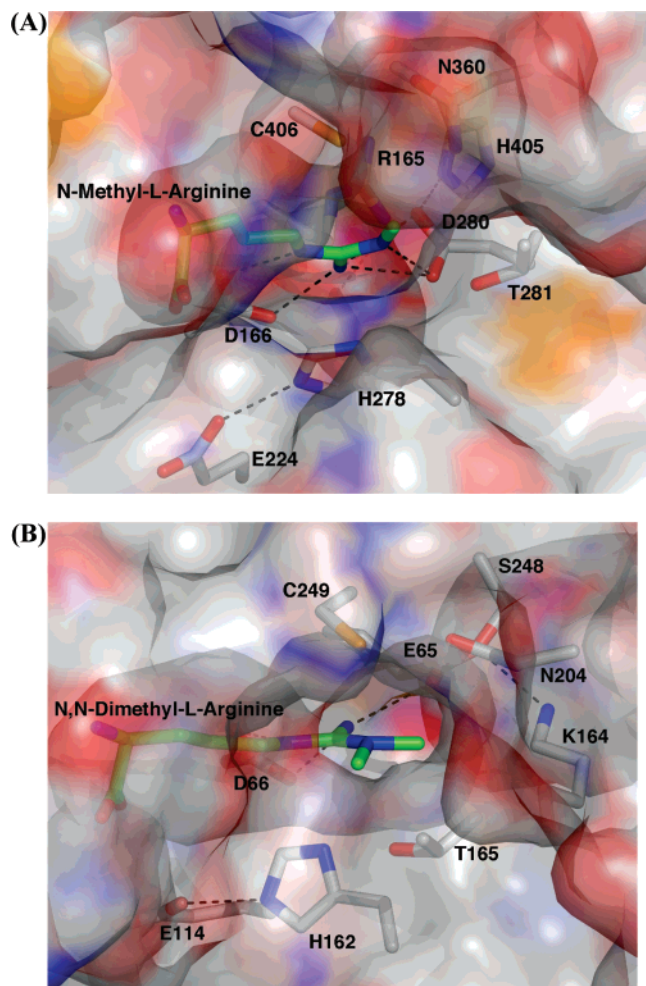 (A)
N360
C406
R165
H405
N-Methyl-L-Arginine
D280
T281
D166
H278
E224
(B)
S248
C249
E65
N204
N,N-Dimethyl-L-Arginine
K164
D66
T165
E114
H162